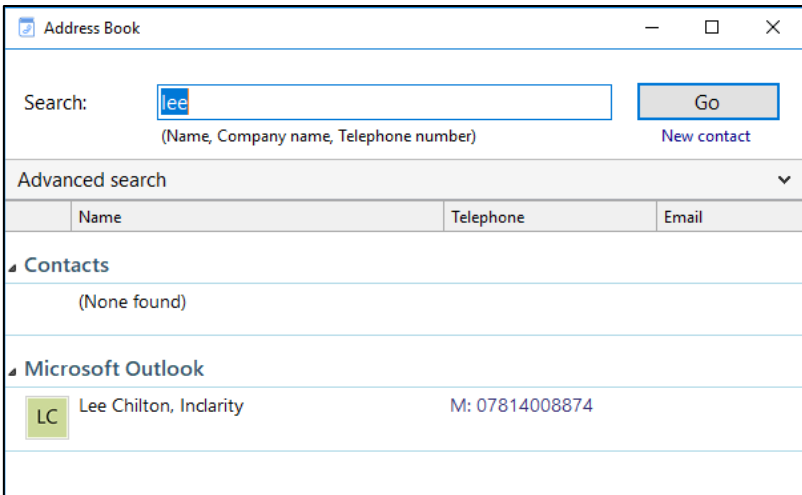 Address Book
Search: lee Go
(Name, Company name, Telephone number) New contact
Advanced search
Name Telephone Email
Contacts
(None found)
Microsoft Outlook
LC Lee Chilton, Inclarity M: 07814008874